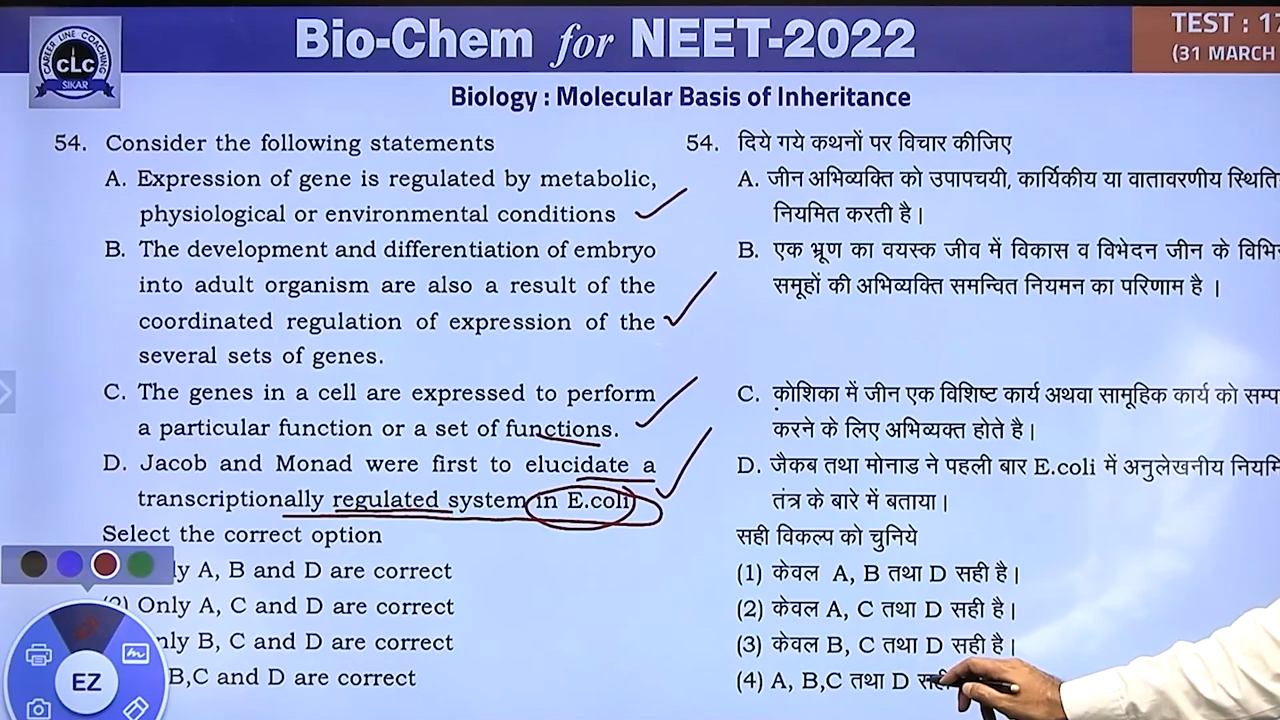 CAREER LINE COACHING
CLC
SIKAR
Bio-Chem for NEET-2022
TEST : 17
(31 MARCH
Biology : Molecular Basis of Inheritance
54. Consider the following statements
A. Expression of gene is regulated by metabolic,
physiological or environmental conditions
B. The development and differentiation of embryo
into adult organism are also a result of the
coordinated regulation of expression of the
several sets of genes.
C. The genes in a cell are expressed to perform
a particular function or a set of functions.
D. Jacob and Monad were first to elucidate a
transcriptionally regulated system in E.coli
Select the correct option
ly A, B and D are correct
(2) Only A, C and D are correct
nly B, C and D are correct
B,C and D are correct
54. दिये गये कथनों पर विचार कीजिए
A. जीन अभिव्यक्ति को उपापचयी, कार्यिकीय या वातावरणीय
नियमित करती है।
B. एक भ्रूण का वयस्क जीव में विकास व विभेदन जीन के
समूहों की अभिव्यक्ति समन्वित नियमन का परिणाम है ।
C. कोशिका में जीन एक विशिष्ट कार्य अथवा सामूहिक कार्य को
करने के लिए अभिव्यक्त होते है।
D. जैकब तथा मोनाड ने पहली बार E.coli में अनुलेखनीय
तंत्र के बारे में बताया।
सही विकल्प को चुनिये
(1) केवल A, B तथा D सही है।
(2) केवल A, C तथा D सही है।
(3) केवल B, C तथा D सही है।
(4) A, B,C तथा D
EZ